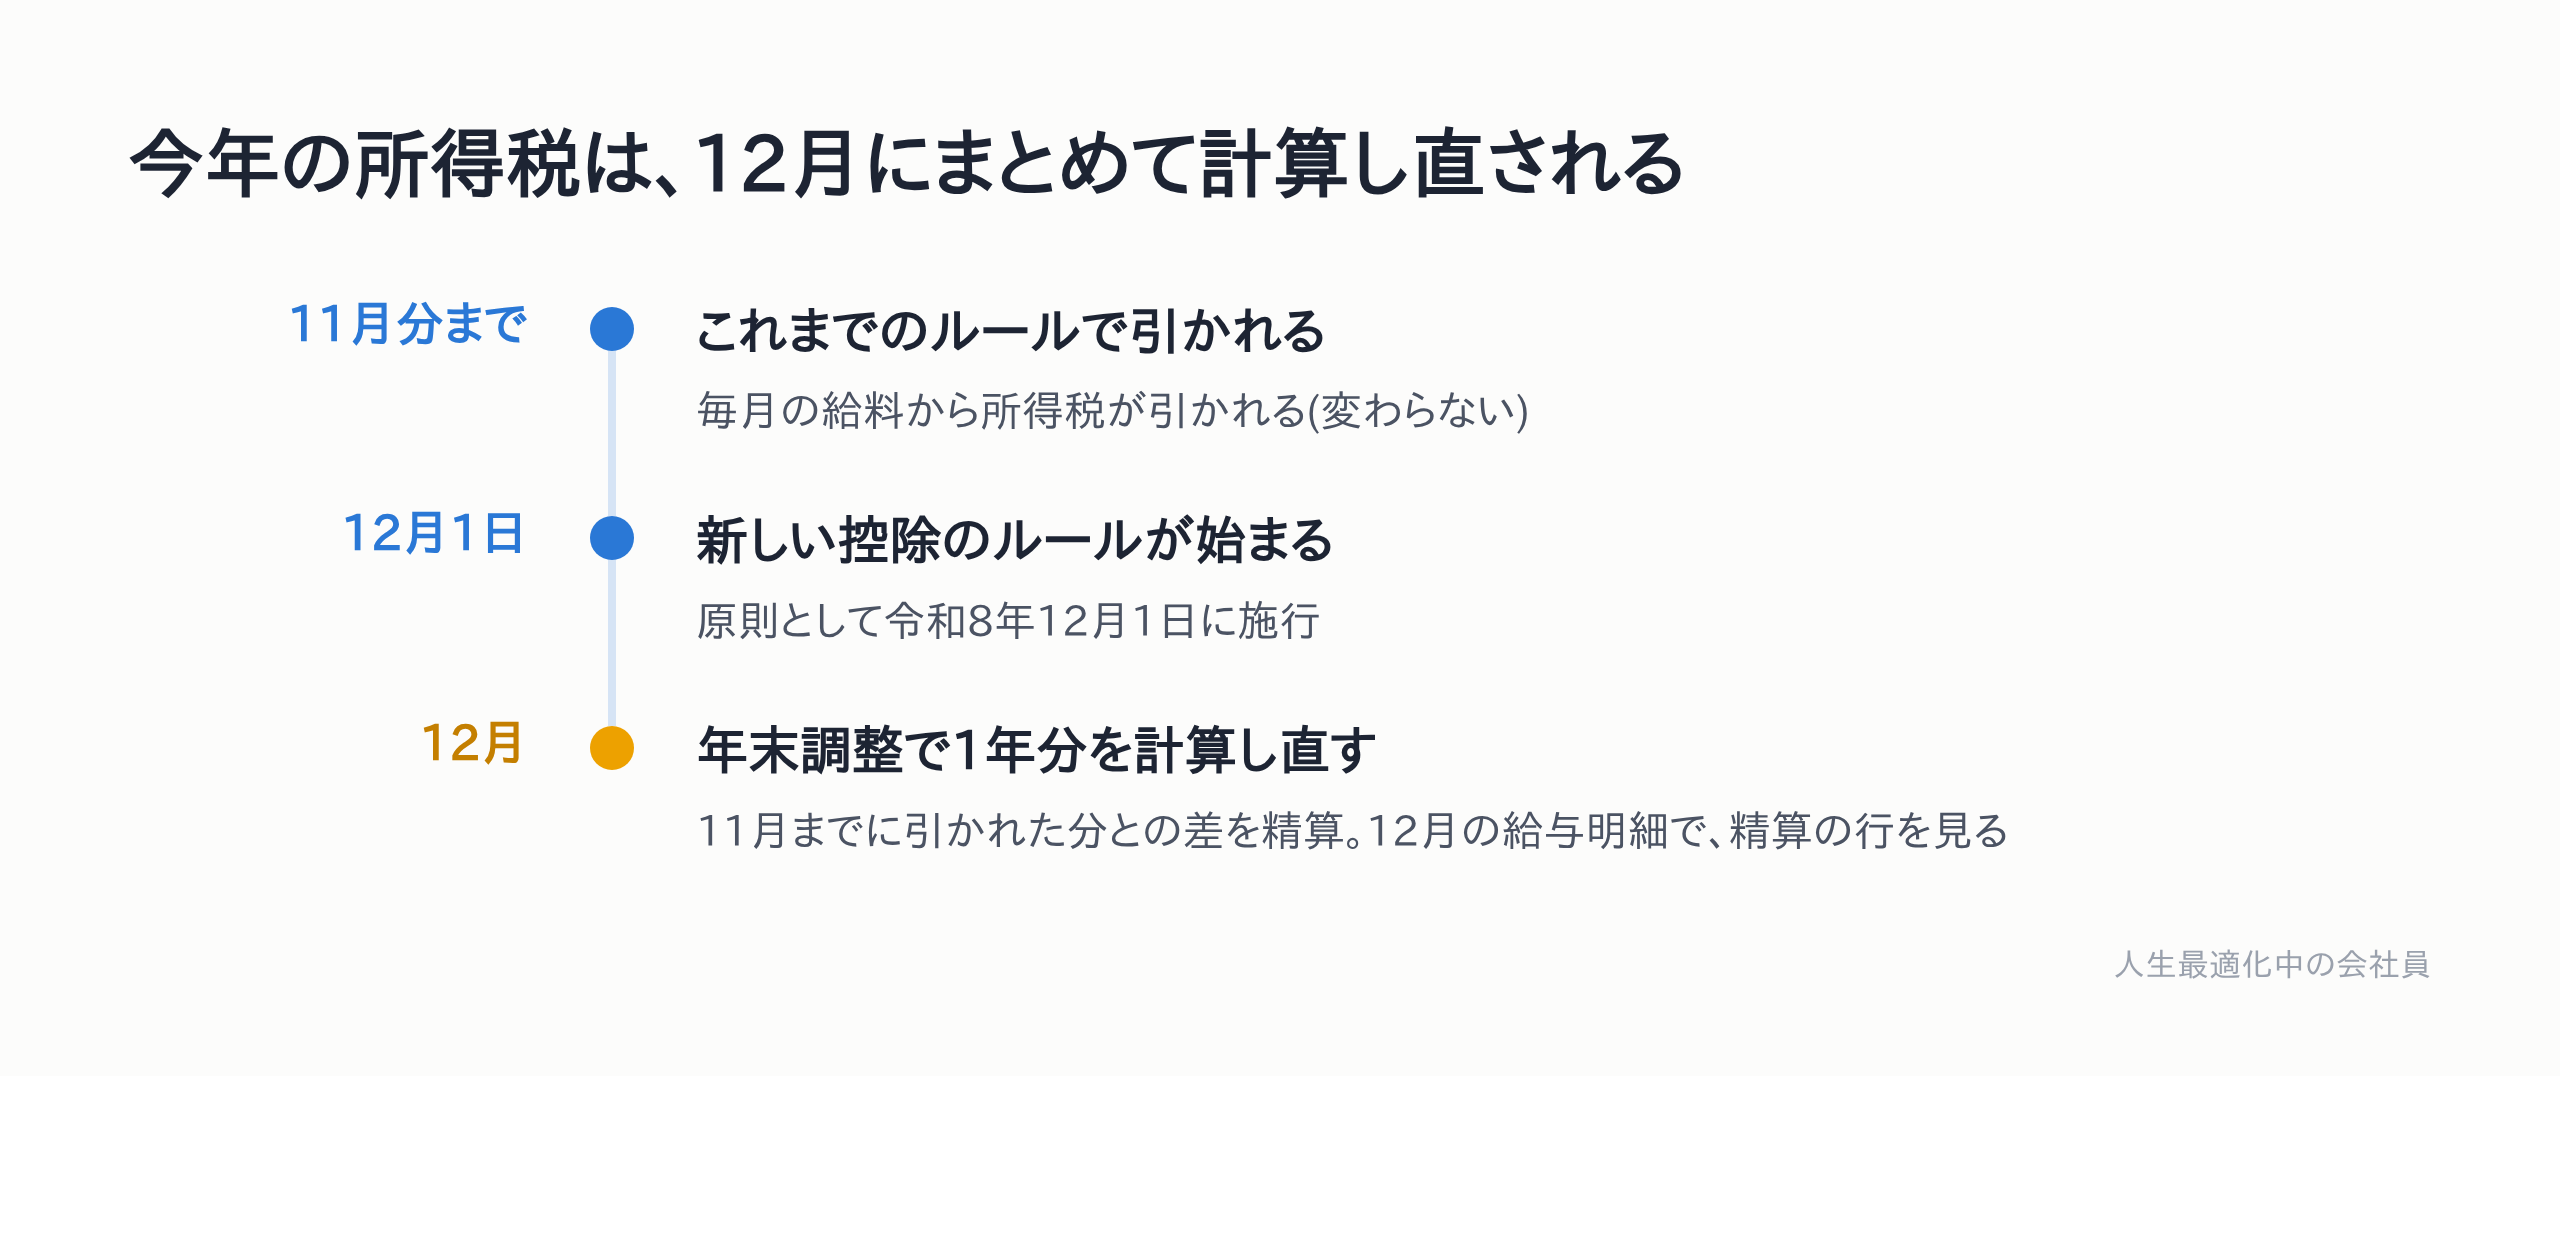 今年の所得税は、12月にまとめて計算し直される
11月分まで
これまでのルールで引かれる
毎月の給料から所得税が引かれる(変わらない)
12月1日
新しい控除のルールが始まる
原則として令和8年12月1日に施行
12月
年末調整で1年分を計算し直す
11月までに引かれた分との差を精算。12月の給与明細で、精算の行を見る
人生最適化中の会社員